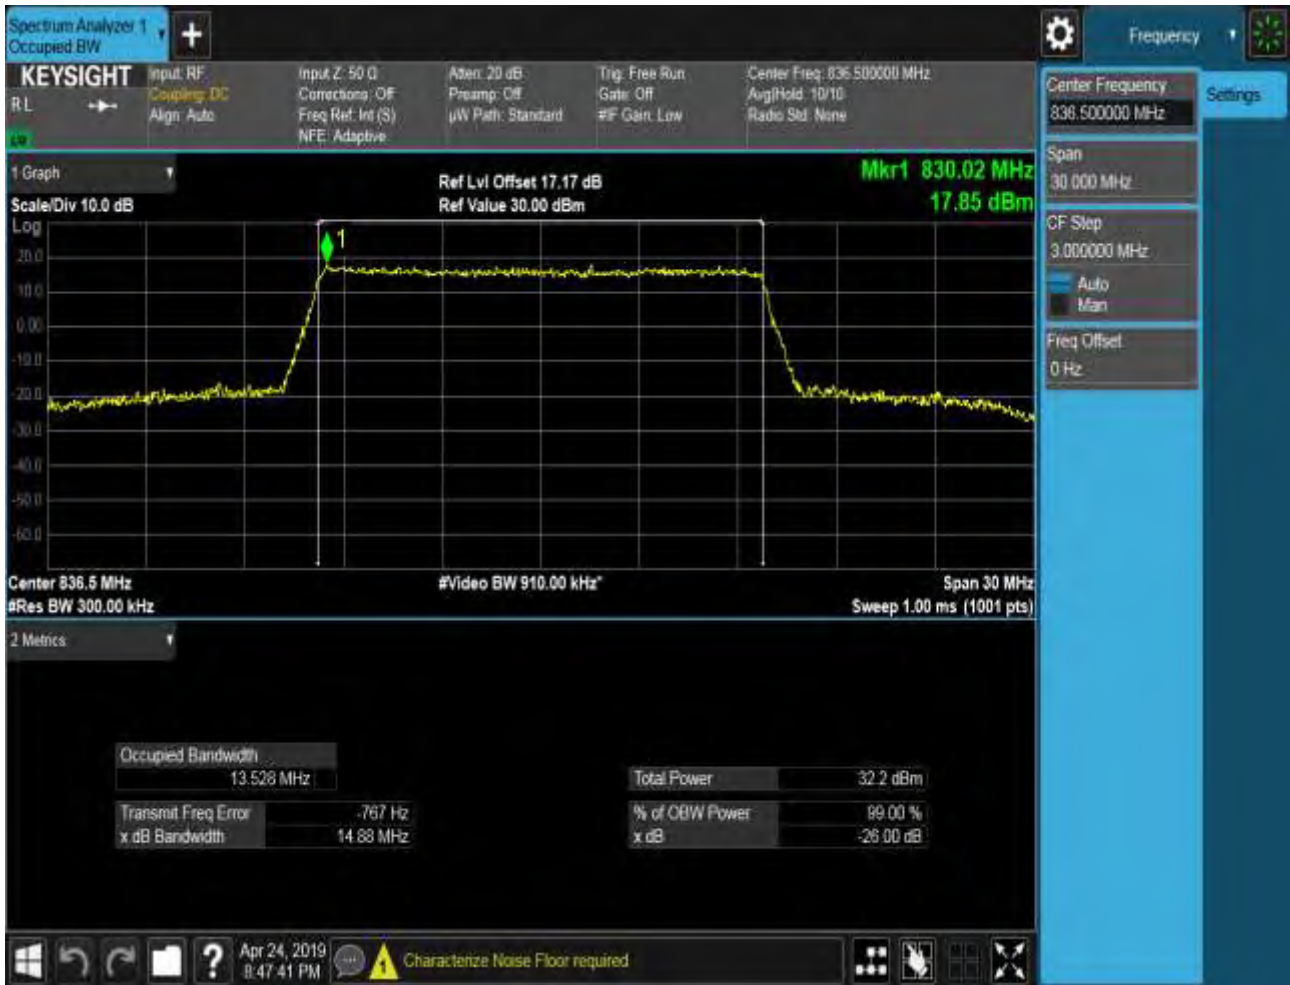 Spectrum Analyzer 1
Occupied BW
Frequency
KEYSIGHT
RL
Input: RF
Coupling: DC
Align: Auto
Input Z: 50 Ω
Corrections: Off
Freq Ref: Int (S)
NFE: Adaptive
Atten: 20 dB
Preamp: Off
µW Path: Standard
Trig: Free Run
Gate: Off
#IF Gain: Low
Center Freq: 836.500000 MHz
Avg|Hold: 10/10
Radio Std: None
Center Frequency
836.500000 MHz
Settings
Span
30.000 MHz
CF Step
3.000000 MHz
Auto
Man
Freq Offset
0 Hz
1 Graph
Scale/Div 10.0 dB
Ref Lvl Offset 17.17 dB
Ref Value 30.00 dBm
Mkr1 830.02 MHz
17.85 dBm
Log
1
20.0
10.0
0.00
-10.0
-20.0
-30.0
-40.0
-50.0
-60.0
Center 836.5 MHz
#Video BW 910.00 kHz*
Span 30 MHz
#Res BW 300.00 kHz
Sweep 1.00 ms (1001 pts)
2 Metrics
Occupied Bandwidth
13.528 MHz
Total Power 32.2 dBm
Transmit Freq Error -767 Hz
% of OBW Power 99.00 %
x dB Bandwidth 14.88 MHz
x dB -26.00 dB
Apr 24, 2019
8:47:41 PM
Characterize Noise Floor required